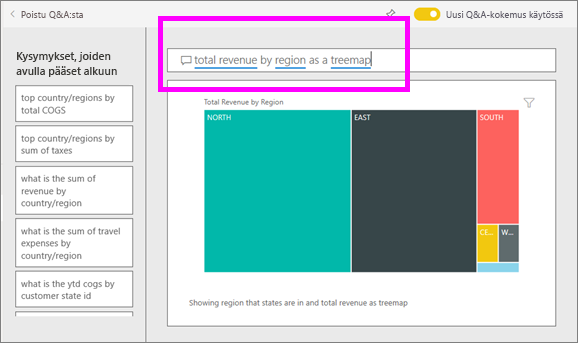 Poistu Q&A:sta
Uusi Q&A-kokemus käytössä
Kysymykset, joiden
avulla pääset alkuun
top country/regions by
total COGS
top country/regions by
sum of taxes
what is the sum of
revenue by
country/region
what is the sum of travel
expenses by
country/region
what is the ytd cogs by
customer state id
total revenue by region as a treemap
Total Revenue by Region
NORTH
EAST
SOUTH
CE...
W...
Showing region that states are in and total revenue as treemap